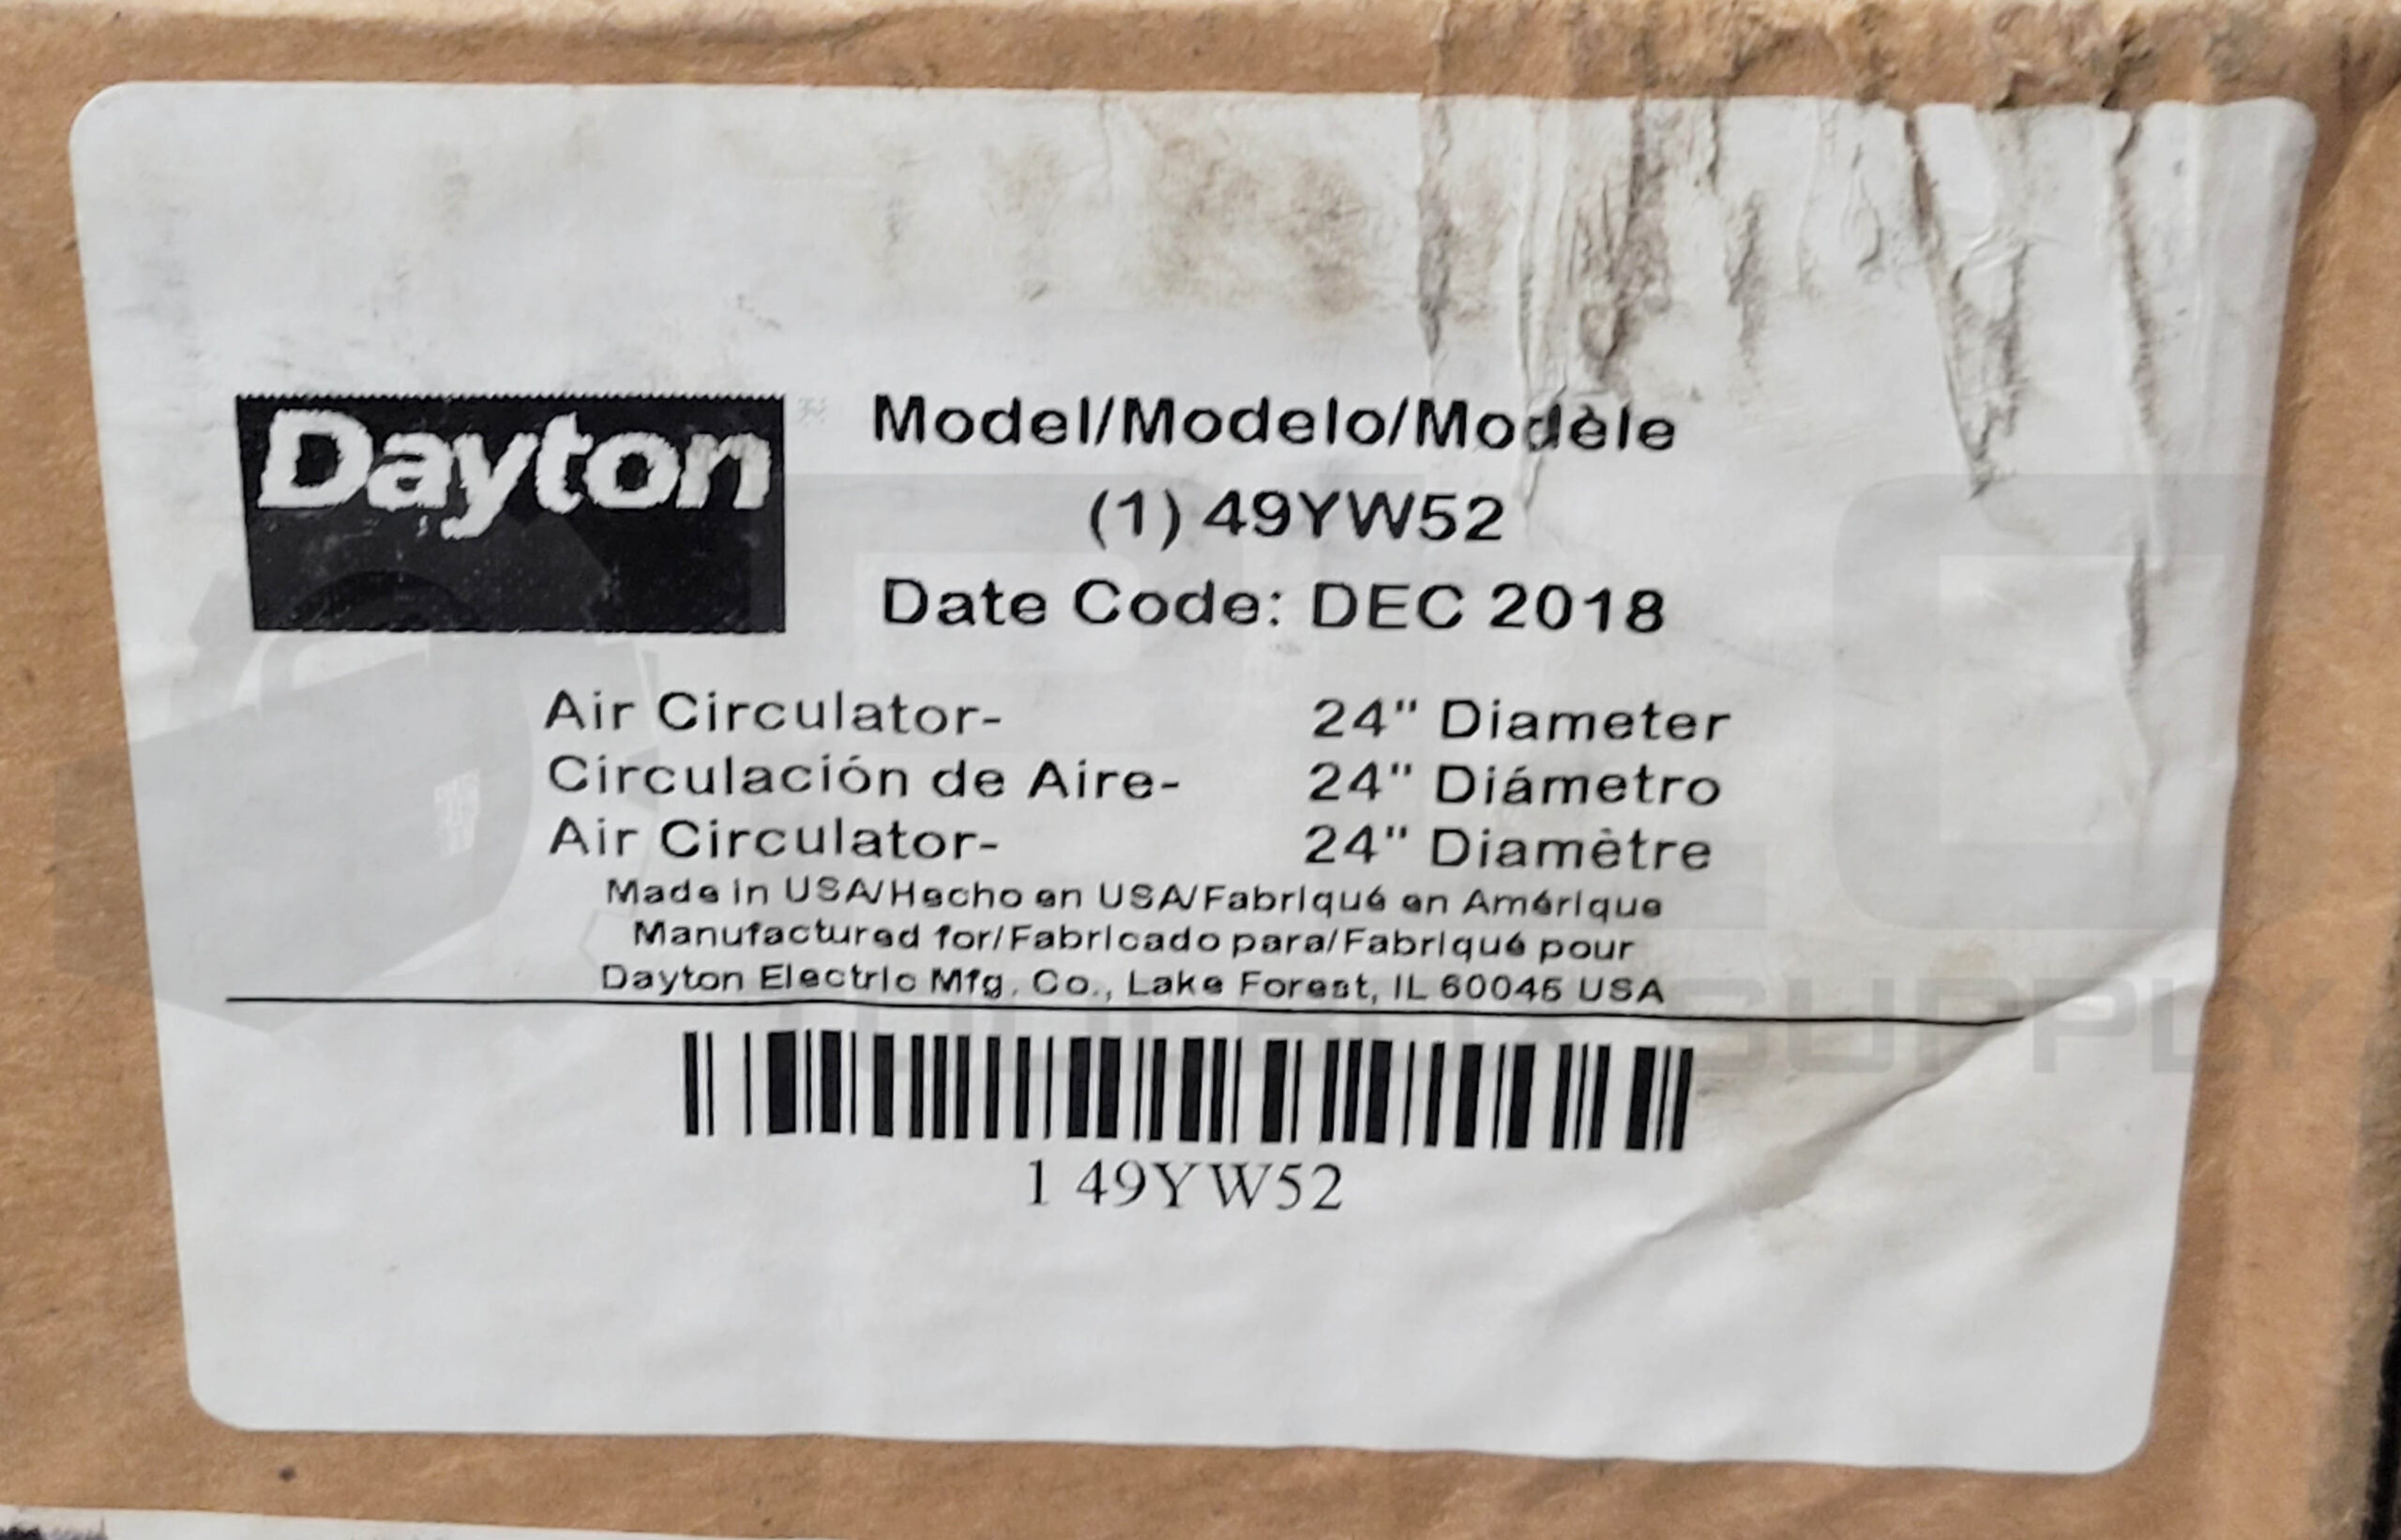 Dayton
Model/Modelo/Modèle
(1) 49YW52
Date Code: DEC 2018
Air Circulator- 24" Diameter
Circulación de Aire- 24" Diámetro
Air Circulator- 24" Diamètre
Made in USA/Hecho en USA/Fabriqué en Amérique
Manufactured for/Fabricado para/Fabriqué pour
Dayton Electric Mfg. Co., Lake Forest, IL 60045 USA
1 49YW52
SUPPLY